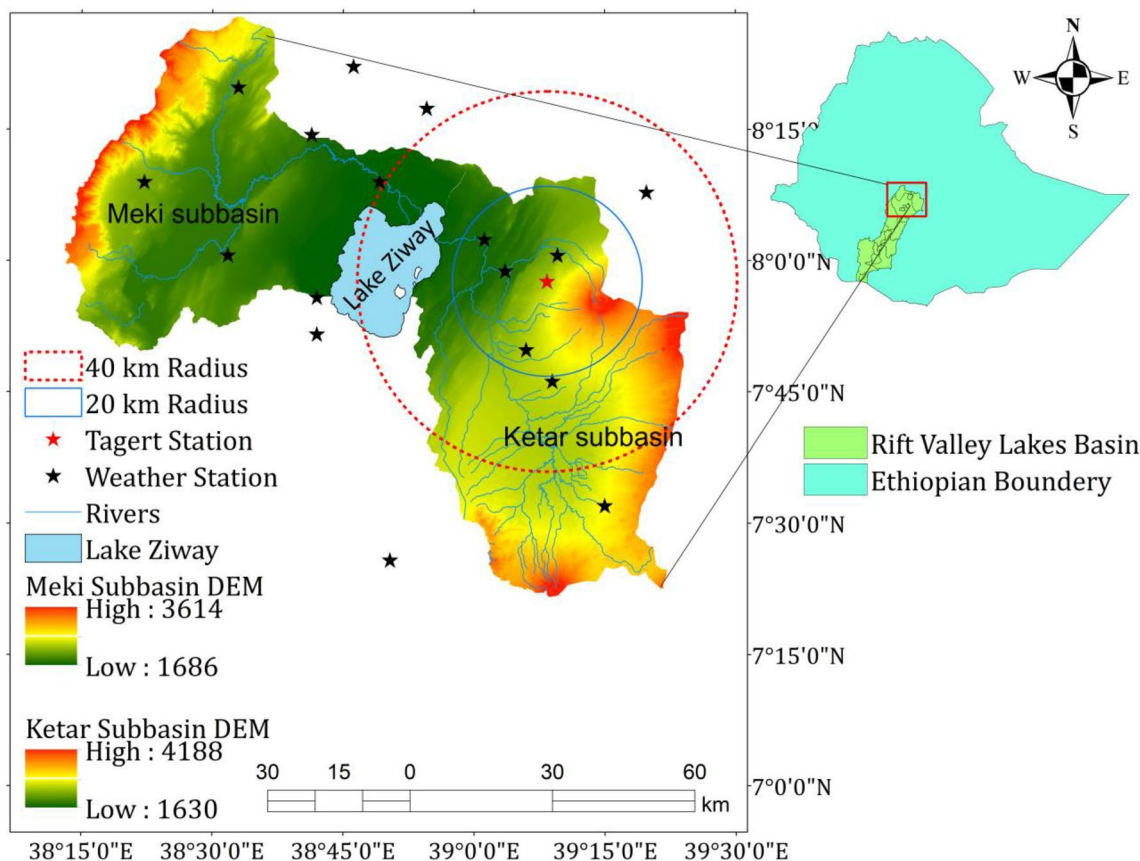 N
W E
S
8°15'0"N
8°0'0"N
7°45'0"N
7°30'0"N
7°15'0"N
7°0'0"N
Meki subbasin
Lake Ziway
Ketar subbasin
40 km Radius
20 km Radius
Tagert Station
Weather Station
Rivers
Lake Ziway
Meki Subbasin DEM
High : 3614
Low : 1686
Ketar Subbasin DEM
High : 4188
Low : 1630
Rift Valley Lakes Basin
Ethiopian Boundery
30 15 0 30 60
km
38°15'0"E 38°30'0"E 38°45'0"E 39°0'0"E 39°15'0"E 39°30'0"E